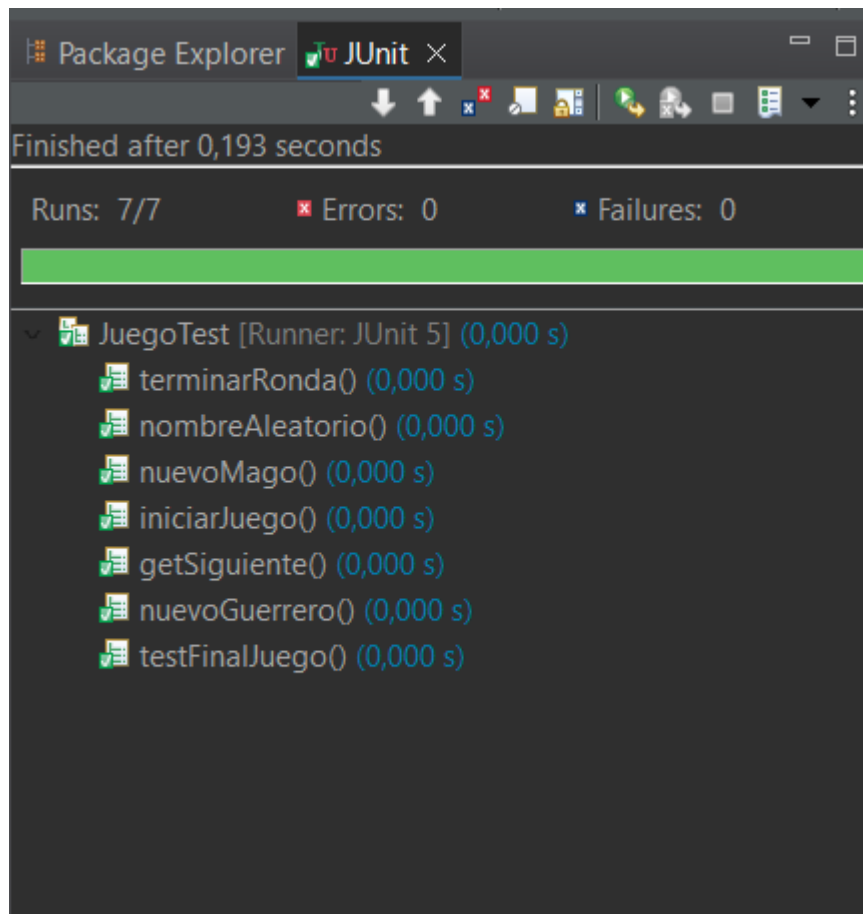 Package Explorer JUnit
Finished after 0,193 seconds
Runs: 7/7 Errors: 0 Failures: 0
JuegoTest [Runner: JUnit 5] (0,000 s)
terminarRonda() (0,000 s)
nombreAleatorio() (0,000 s)
nuevoMago() (0,000 s)
iniciarJuego() (0,000 s)
getSiguiente() (0,000 s)
nuevoGuerrero() (0,000 s)
testFinalJuego() (0,000 s)